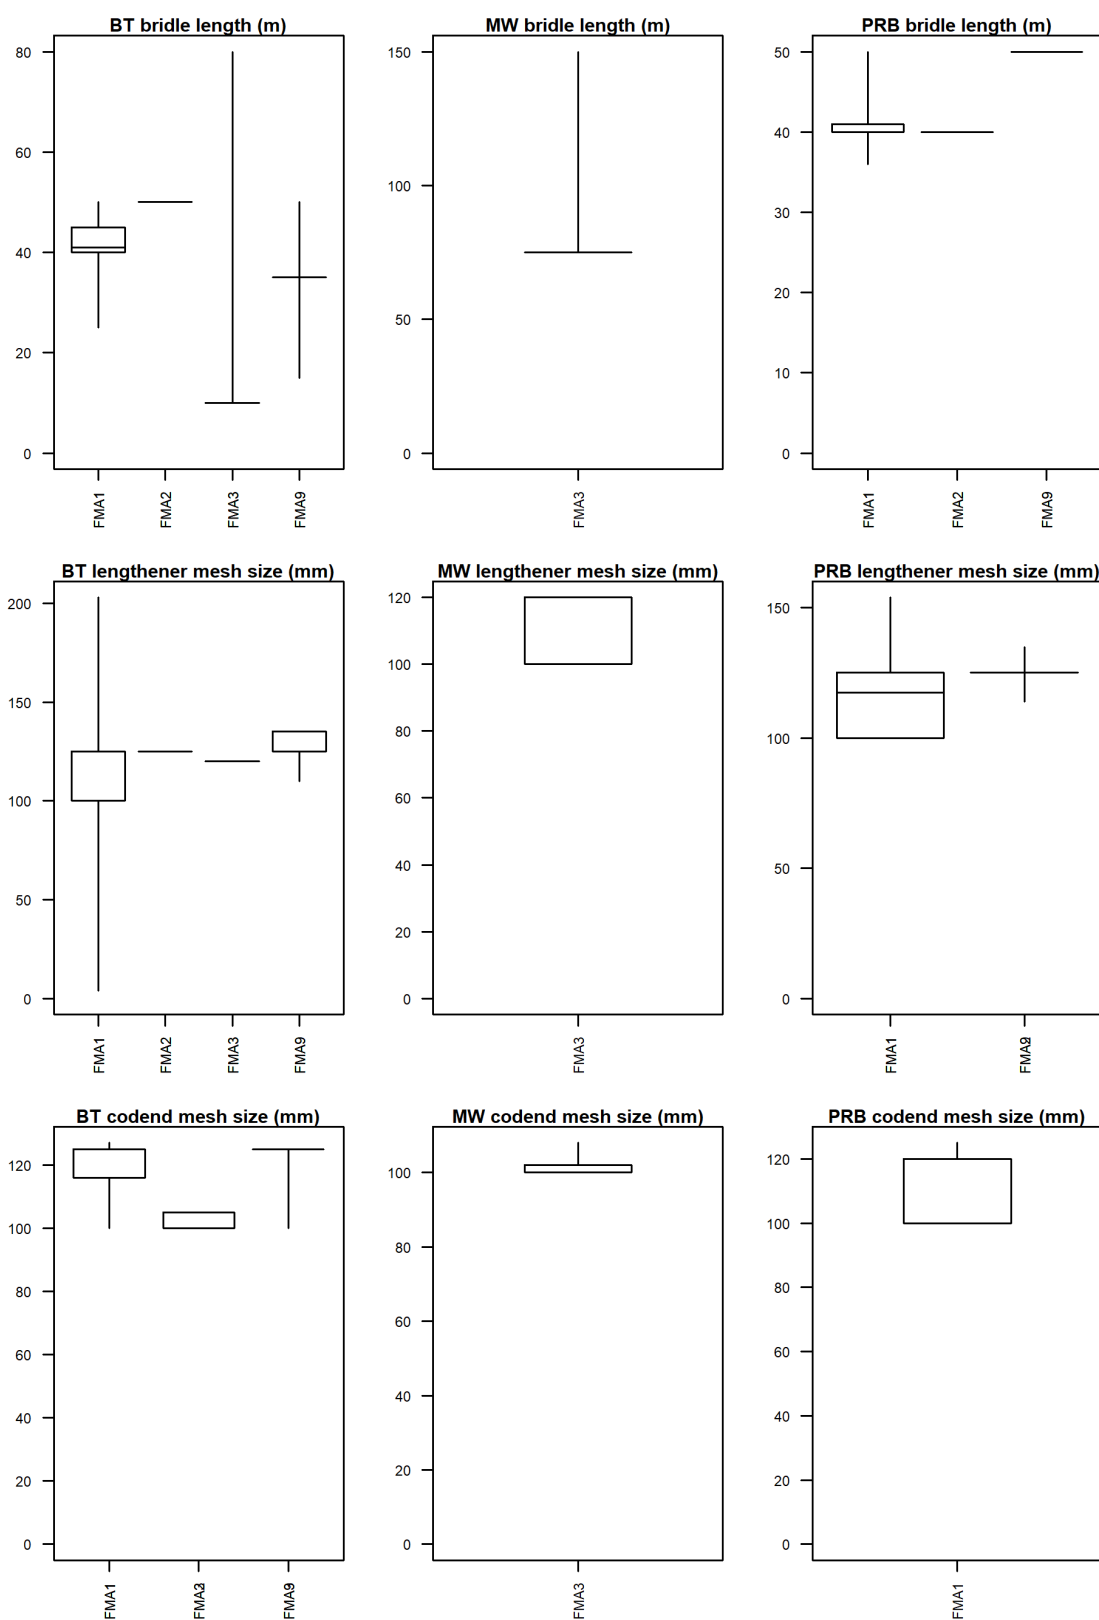 BT bridle length (m)
80
60
40
20
0
FMA1
FMA2
FMA3
FMA9
MW bridle length (m)
150
100
50
0
FMA3
PRB bridle length (m)
50
40
30
20
10
0
FMA1
FMA2
FMA9
BT lengthener mesh size (mm)
200
150
100
50
0
FMA1
FMA2
FMA3
FMA9
MW lengthener mesh size (mm)
120
100
80
60
40
20
0
FMA3
PRB lengthener mesh size (mm)
150
100
50
0
FMA1
BT codend mesh size (mm)
120
100
80
60
40
20
0
FMA1
MW codend mesh size (mm)
100
80
60
40
20
0
FMA3
PRB codend mesh size (mm)
120
100
80
60
40
20
0
FMA1